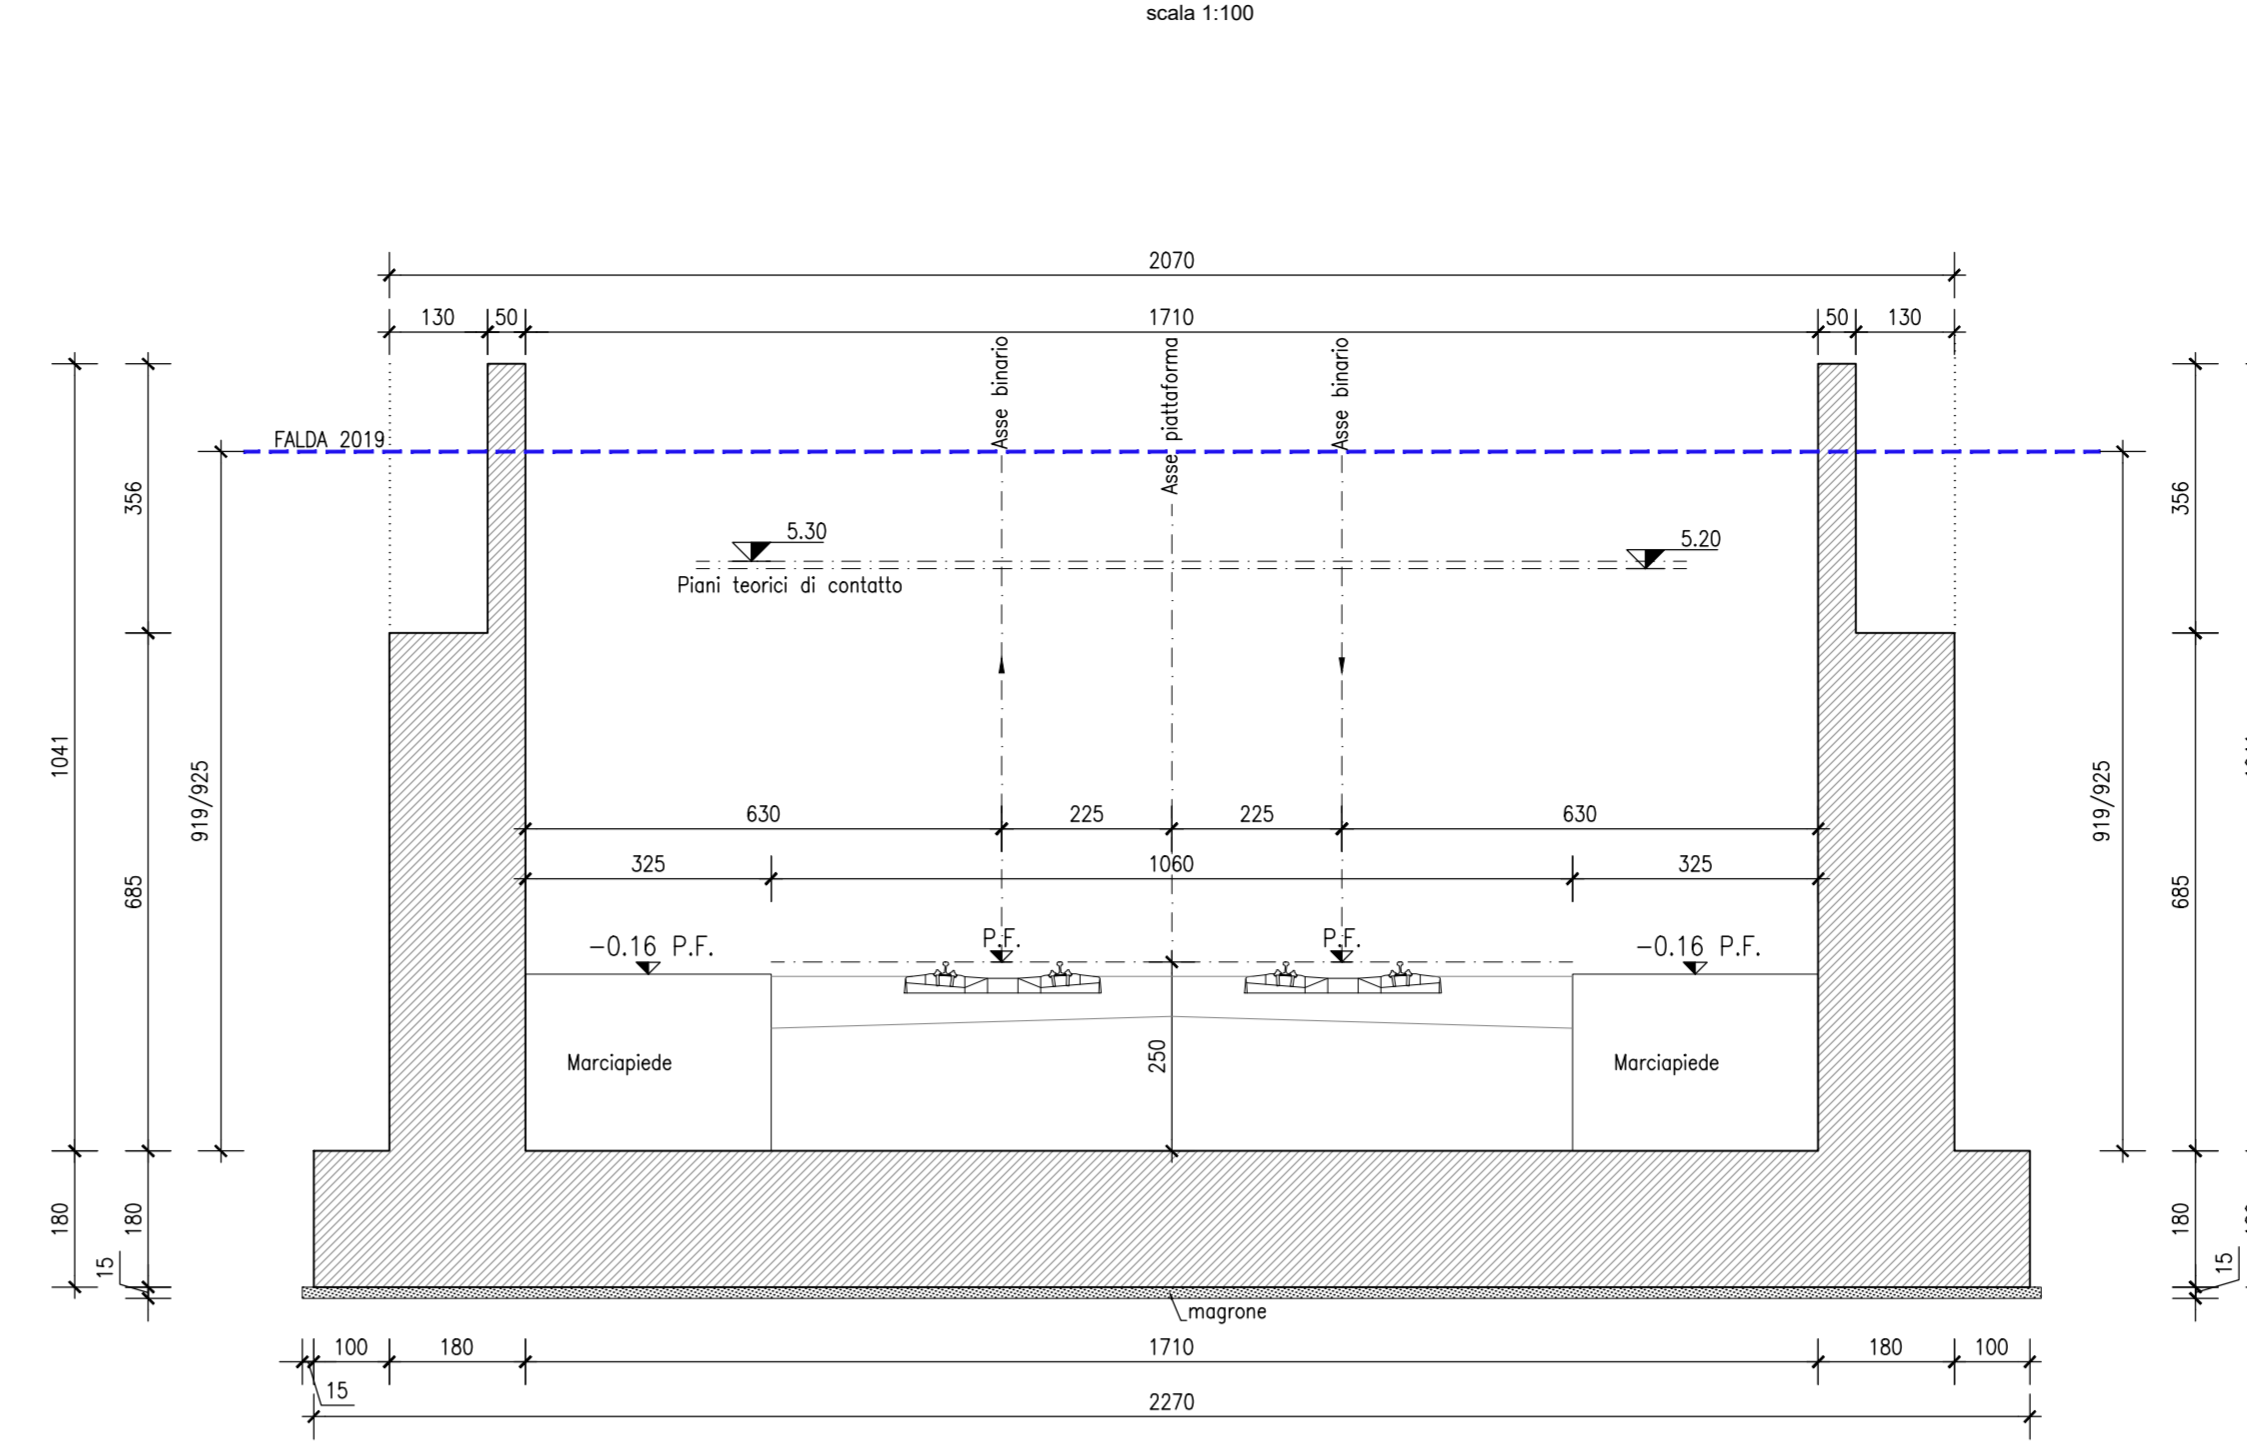 scala 1:100
2070
130
50
1710
50
130
Asse binario
Asse piattaforma
Asse binario
FALDA 2019
356
356
5.30
5.20
Piani teorici di contatto
1041
919/925
919/925
630
225
225
630
325
1060
325
685
685
-0.16 P.F.
P.F.
P.F.
-0.16 P.F.
250
Marciapiede
Marciapiede
180
180
180
15
15
magrone
100
180
1710
180
100
15
2270